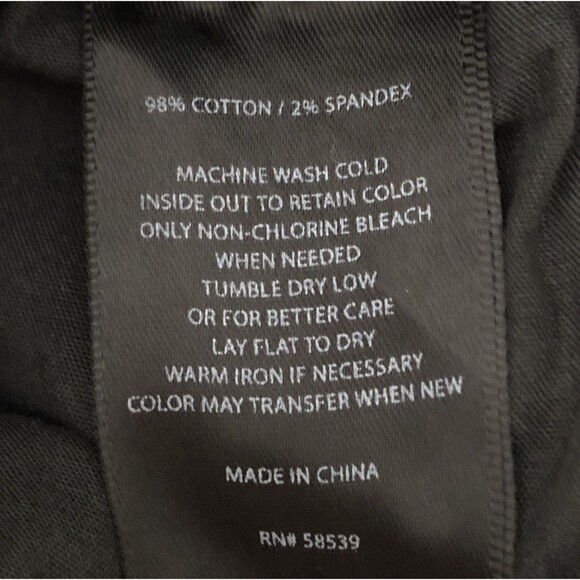 98% COTTON / 2% SPANDEX
MACHINE WASH COLD
INSIDE OUT TO RETAIN COLOR
ONLY NON-CHLORINE BLEACH
WHEN NEEDED
TUMBLE DRY LOW
OR FOR BETTER CARE
LAY FLAT TO DRY
WARM IRON IF NECESSARY
COLOR MAY TRANSFER WHEN NEW
MADE IN CHINA
RN# 58539